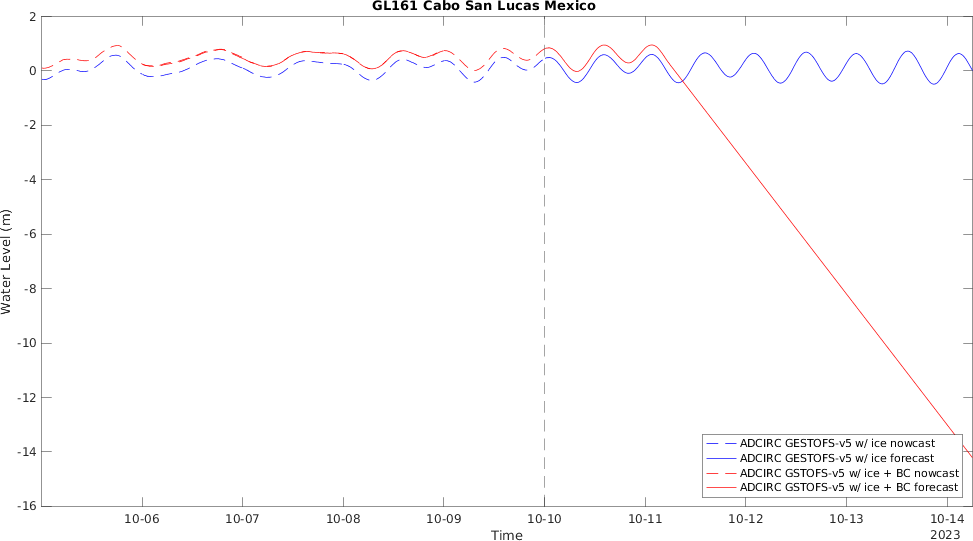 GL161 Cabo San Lucas Mexico
2
0
-2
-4
-6
-8
-10
-12
-14
-16
Water Level (m)
ADCIRC GESTOFS-v5 w/ ice nowcast
ADCIRC GESTOFS-v5 w/ ice forecast
ADCIRC GSTOFS-v5 w/ ice + BC nowcast
ADCIRC GSTOFS-v5 w/ ice + BC forecast
10-06 10-07 10-08 10-09 10-10 10-11 10-12 10-13 10-14
2023
Time